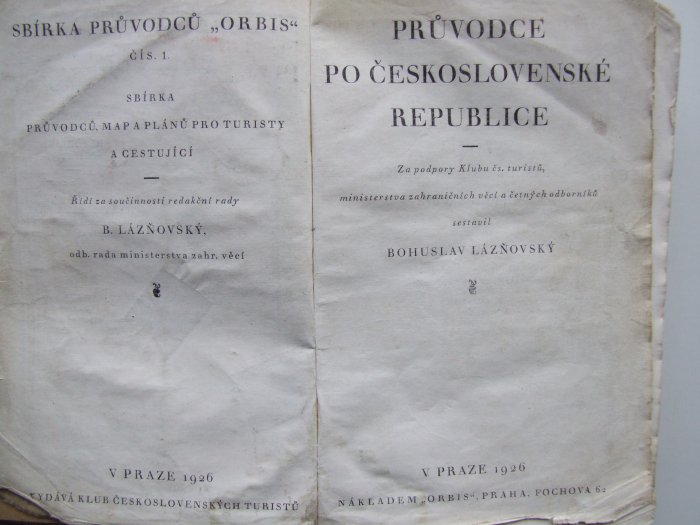 SBÍRKA PRŮVODCŮ „ORBIS“
ČÍS. 1
SBÍRKA
PRŮVODCŮ, MAP A PLÁNŮ PRO TURISTY
A CESTUJÍCÍ
Řídí za součinnosti redakční rady
B. LÁZŇOVSKÝ,
odb. rada ministerstva zahr. věcí
V PRAZE 1926
VYDÁVÁ KLUB ČESKOSLOVENSKÝCH TURISTŮ
PRŮVODCE
PO ČESKOSLOVENSKÉ
REPUBLICE
Za podpory Klubu čs. turistů,
ministerstva zahraničních věcí a četných odborníků
sestavil
BOHUSLAV LÁZŇOVSKÝ
V PRAZE 1926
NÁKLADEM „ORBIS“, PRAHA, FOCHOVA 62